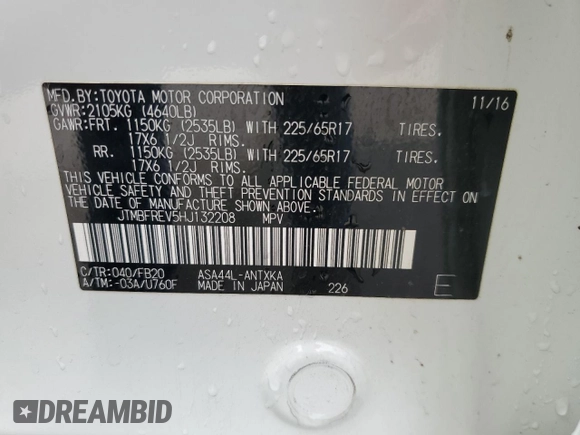 MFD.BY:TOYOTA MOTOR CORPORATION 11/16
GVWR:2105KG (4640LB)
GAWR:FRT. 1150KG (2535LB) WITH 225/65R17 TIRES.
17X6 1/2J RIMS.
RR. 1150KG (2535LB) WITH 225/65R17 TIRES.
17X6 1/2J RIMS.
THIS VEHICLE CONFORMS TO ALL APPLICABLE FEDERAL MOTOR
VEHICLE SAFETY AND THEFT PREVENTION STANDARDS IN EFFECT ON
THE DATE OF MANUFACTURE SHOWN ABOVE.
JTMBFREV5HJ132208 MPV
C/TR:040/FB20 ASA44L-ANTXKA
A/TM:-03A/U760F MADE IN JAPAN 226 E
DREAMBID